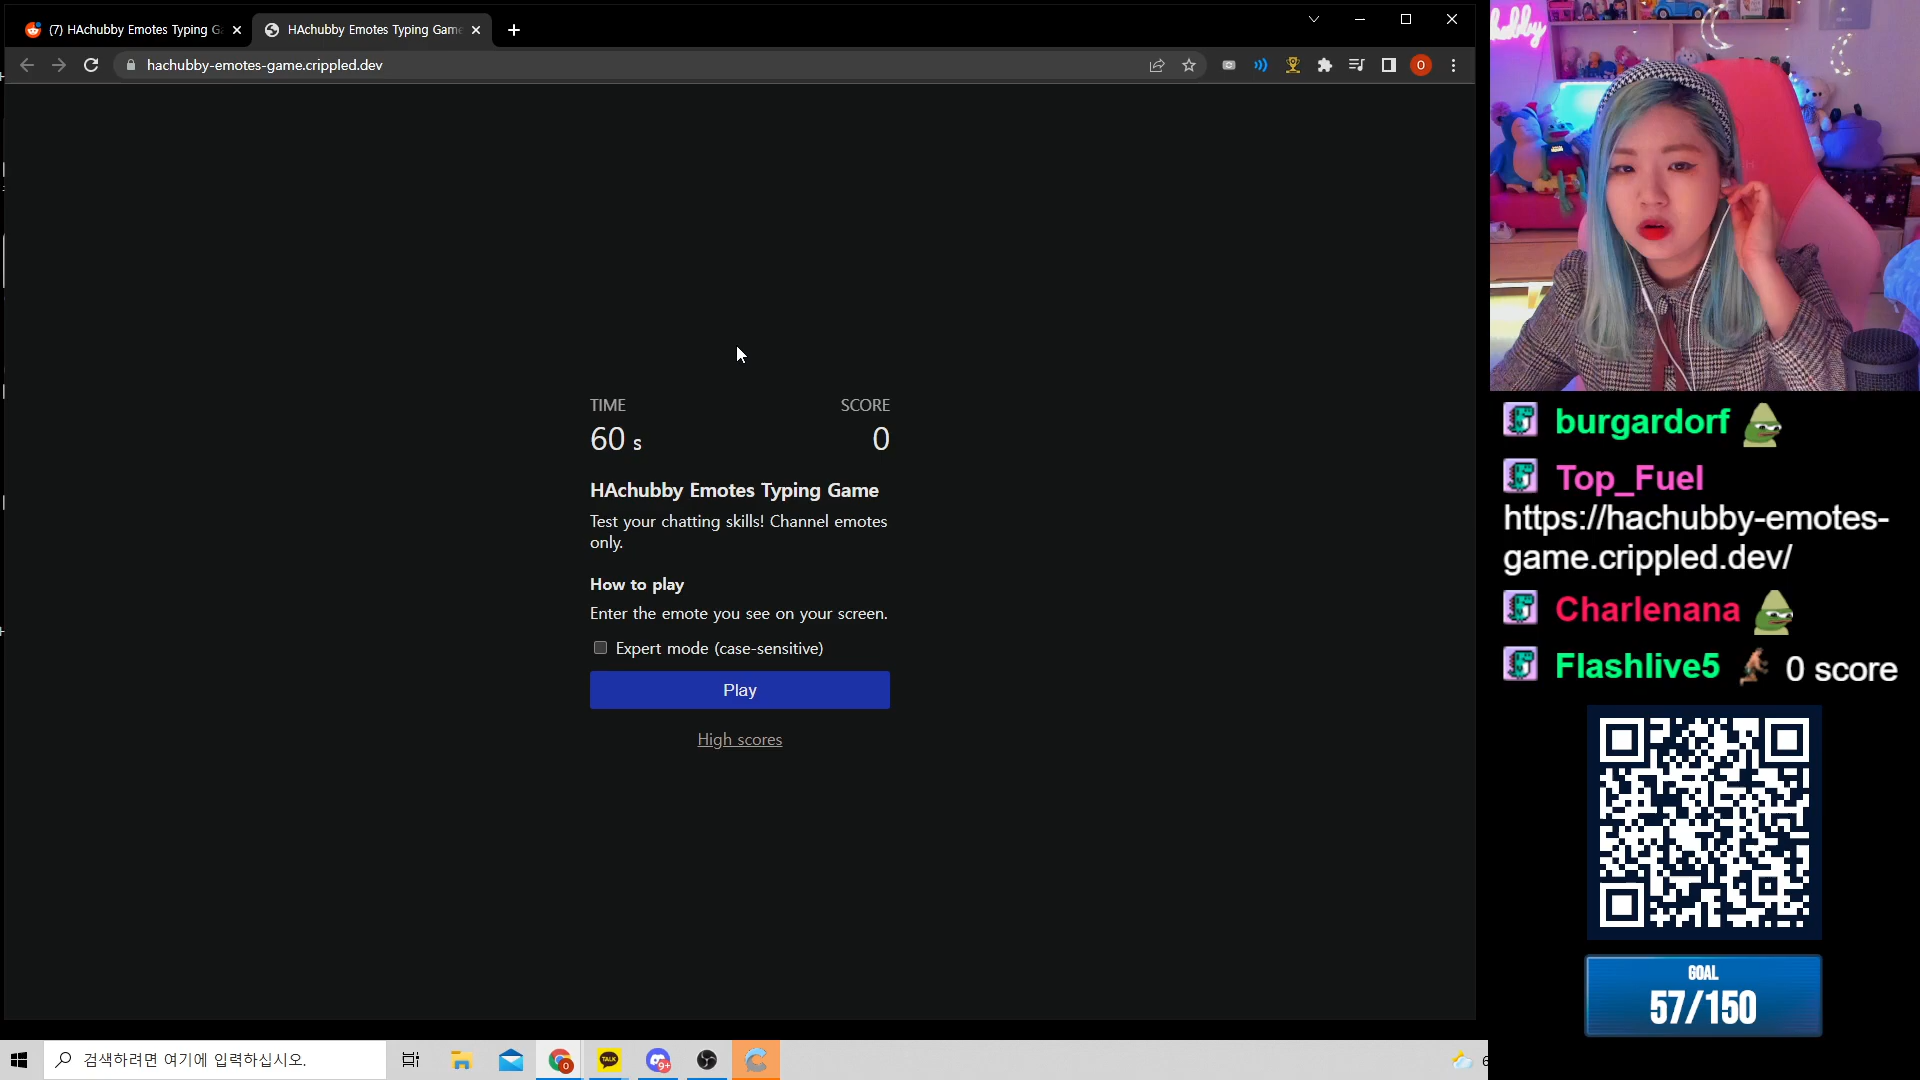 (7) HAchubby Emotes Typing G
HAchubby Emotes Typing Game
hachubby-emotes-game.crippled.dev
O
TIME
SCORE
60 s
0
HAchubby Emotes Typing Game
Test your chatting skills! Channel emotes
only.
How to play
Enter the emote you see on your screen.
Expert mode (case-sensitive)
Play
High scores
burgardorf
Top_Fuel
https://hachubby-emotes-
game.crippled.dev/
Charlenana
Flashlive5 0 score
GOAL
57/150
검색하려면 여기에 입력하십시오.
TALK
9+